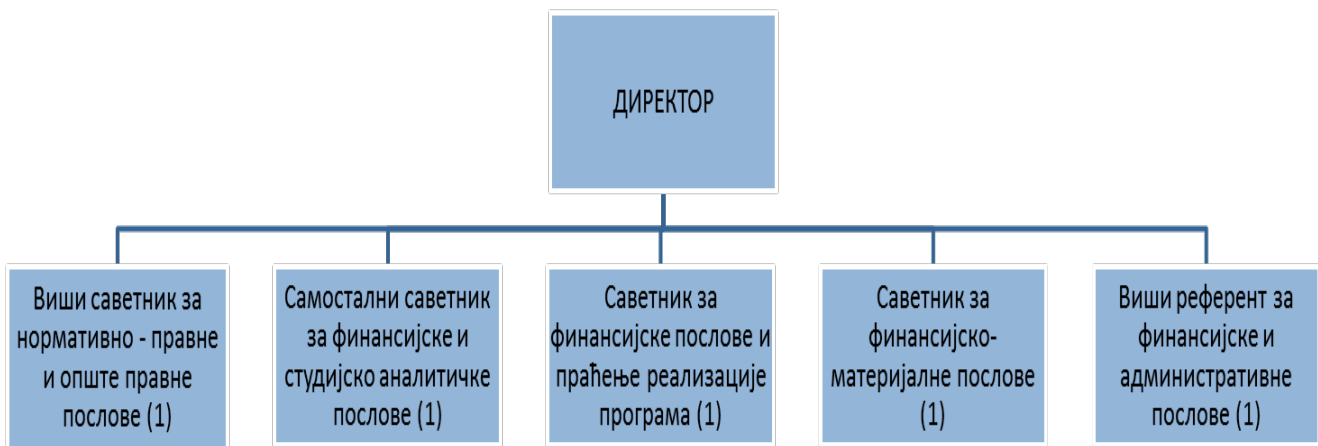 ДИРЕКТОР
Виши саветник за
нормативно - правне
и опште правне
послове (1)
Самостални саветник
за финансијске и
студијско аналитичке
послове (1)
Саветник за
финансијске послове и
праћење реализације
програма (1)
Саветник за
финансијско-
материјалне послове
(1)
Виши референт за
финансијске и
административне
послове (1)